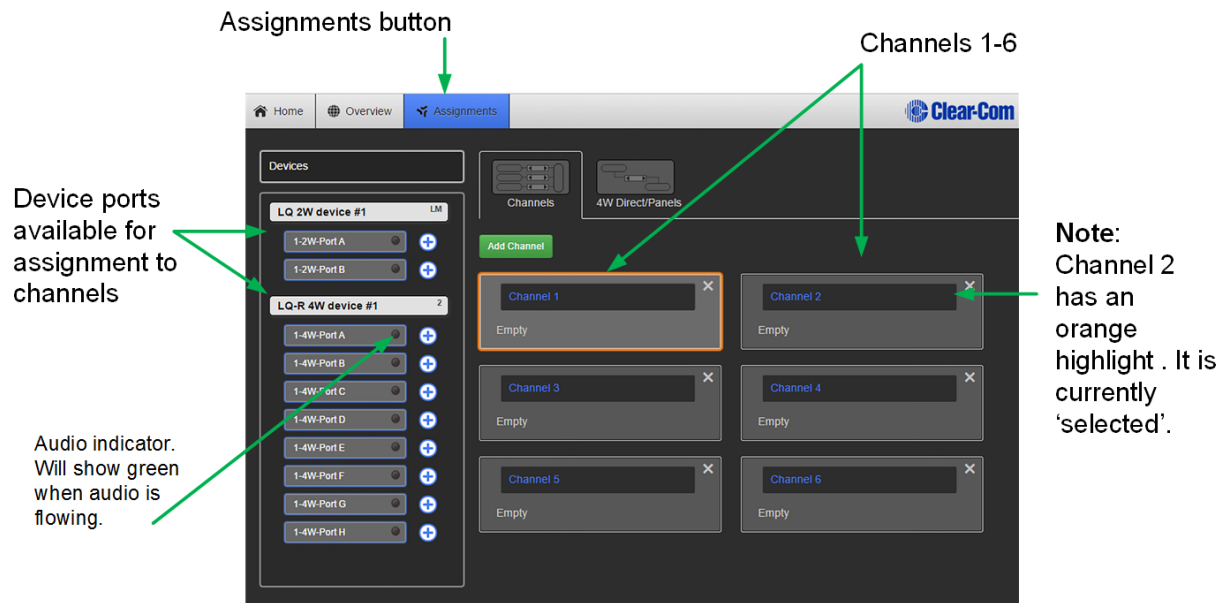 Assignments button
Channels 1-6
Home
Overview
Assignments
Clear-Com
Devices
Channels
4W Direct/Panels
Device ports
available for
assignment to
channels
LQ 2W device #1
LM
1-2W-Port A
1-2W-Port B
Add Channel
Note:
Channel 2
has an
orange
highlight . It is
currently
‘selected’.
Channel 1
Empty
Channel 2
Empty
LQ-R 4W device #1
2
1-4W-Port A
1-4W-Port B
1-4W-Port C
1-4W-Port D
1-4W-Port E
1-4W-Port F
1-4W-Port G
1-4W-Port H
Channel 3
Empty
Channel 4
Empty
Audio indicator.
Will show green
when audio is
flowing.
Channel 5
Empty
Channel 6
Empty